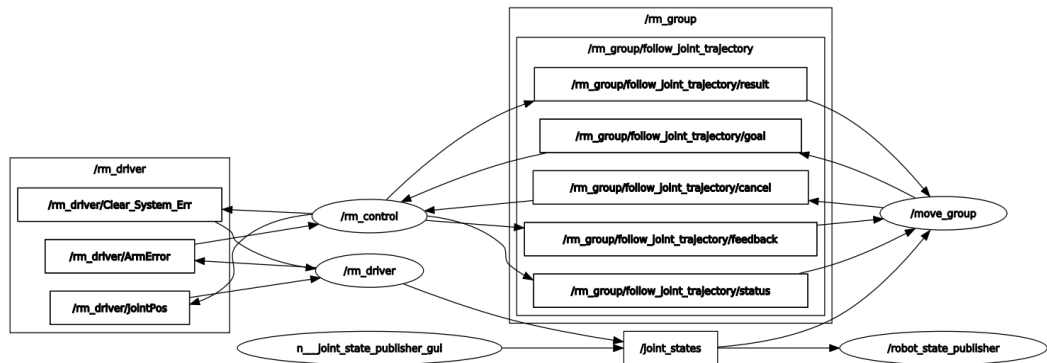 /rm_group
/rm_group/follow_joint_trajectory
/rm_group/follow_joint_trajectory/result
/rm_group/follow_joint_trajectory/goal
/rm_group/follow_joint_trajectory/cancel
/rm_group/follow_joint_trajectory/feedback
/rm_group/follow_joint_trajectory/status
/rm_driver
/rm_driver/Clear_System_Err
/rm_driver/ArmError
/rm_driver/JointPos
/rm_control
/rm_driver
/move_group
n__joint_state_publisher_gui
/joint_states
/robot_state_publisher